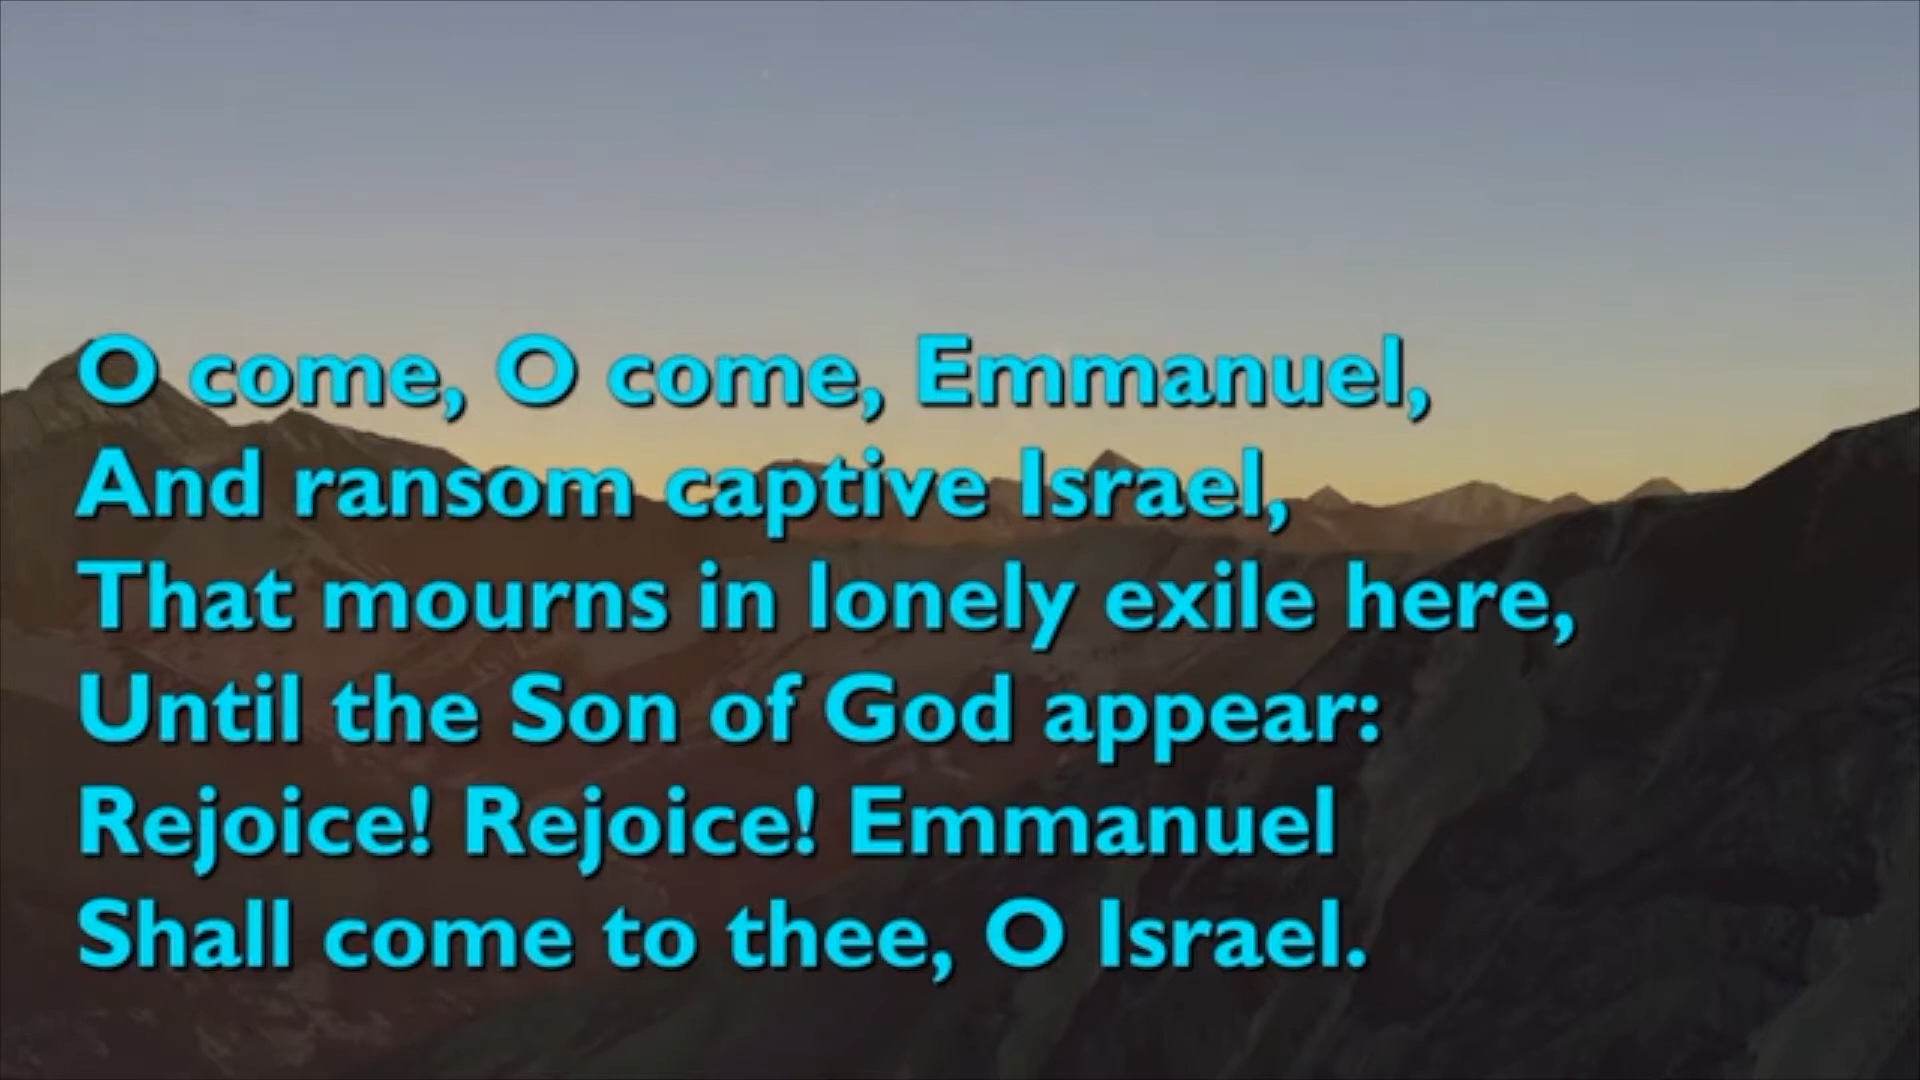 O come, O come, Emmanuel,
And ransom captive Israel,
That mourns in lonely exile here,
Until the Son of God appear:
Rejoice! Rejoice! Emmanuel
Shall come to thee, O Israel.